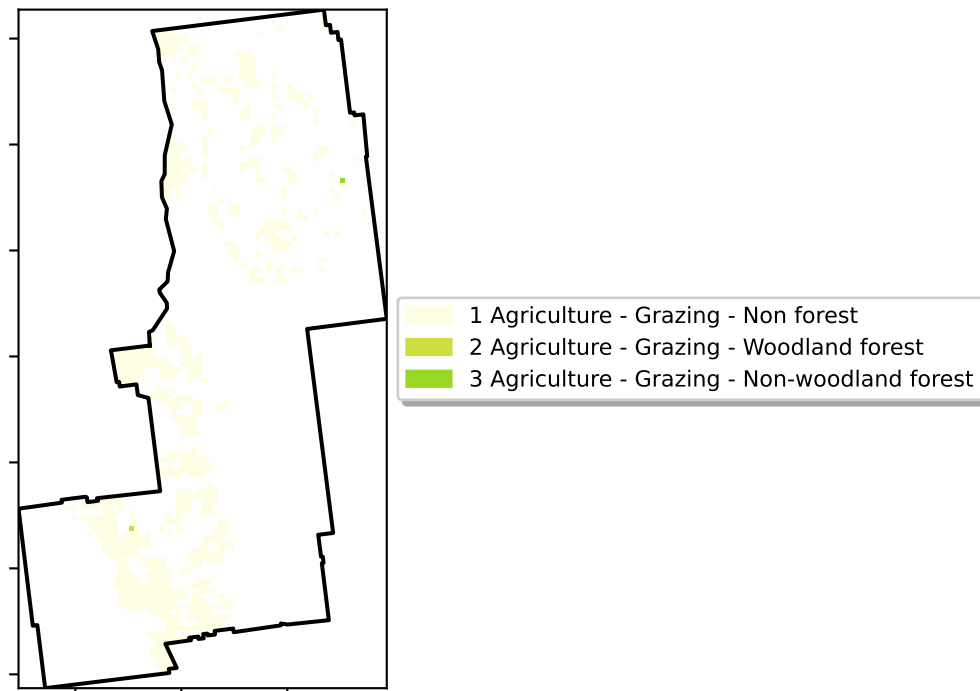 1 Agriculture - Grazing - Non forest
2 Agriculture - Grazing - Woodland forest
3 Agriculture - Grazing - Non-woodland forest